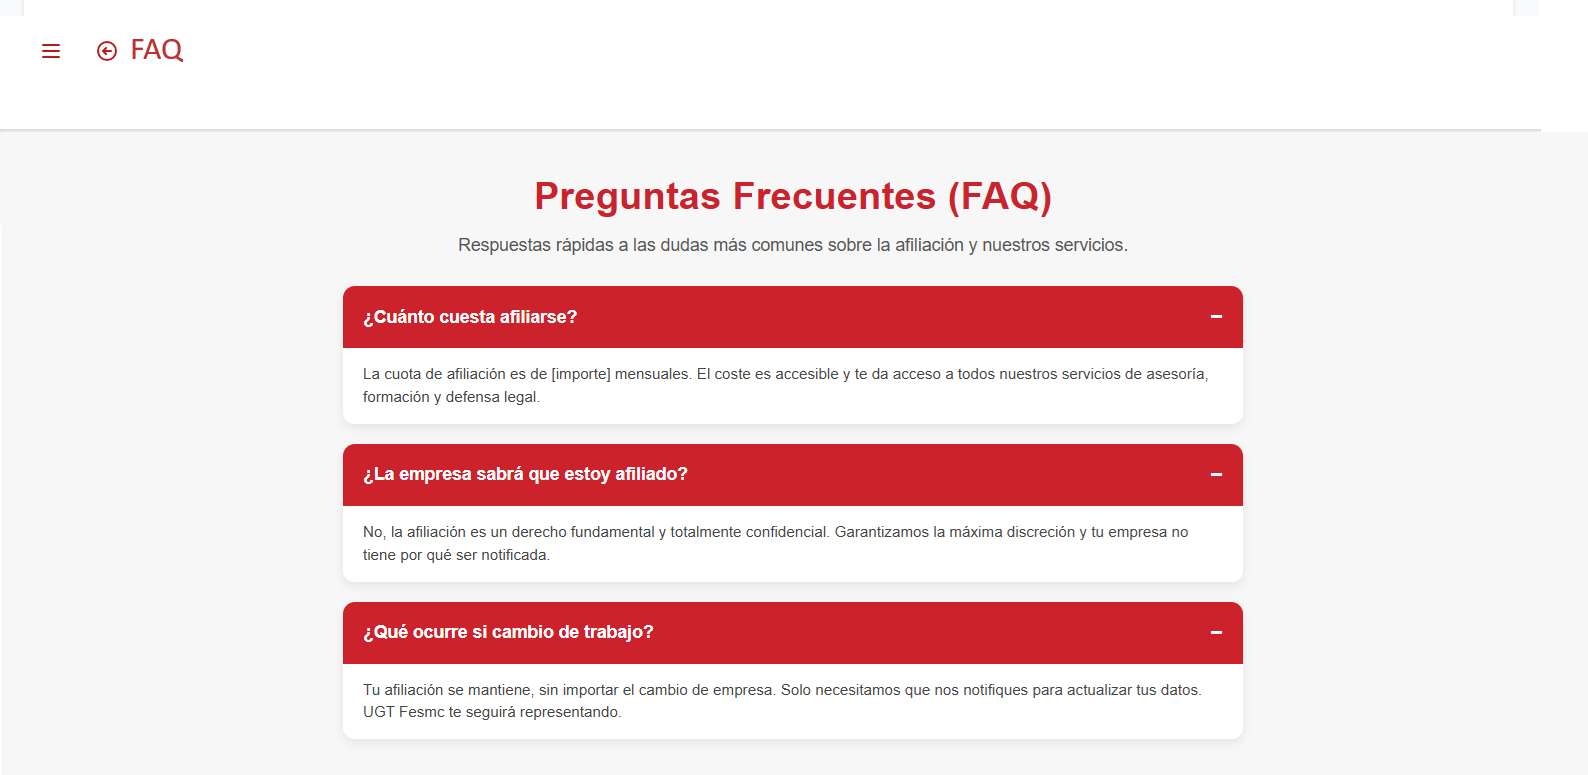 FAQ
Preguntas Frecuentes (FAQ)
Respuestas rápidas a las dudas más comunes sobre la afiliación y nuestros servicios.
¿Cuánto cuesta afiliarse?
La cuota de afiliación es de [importe] mensuales. El coste es accesible y te da acceso a todos nuestros servicios de asesoría,
formación y defensa legal.
¿La empresa sabrá que estoy afiliado?
No, la afiliación es un derecho fundamental y totalmente confidencial. Garantizamos la máxima discreción y tu empresa no
tiene por qué ser notificada.
¿Qué ocurre si cambio de trabajo?
Tu afiliación se mantiene, sin importar el cambio de empresa. Solo necesitamos que nos notifiques para actualizar tus datos.
UGT Fesmc te seguirá representando.